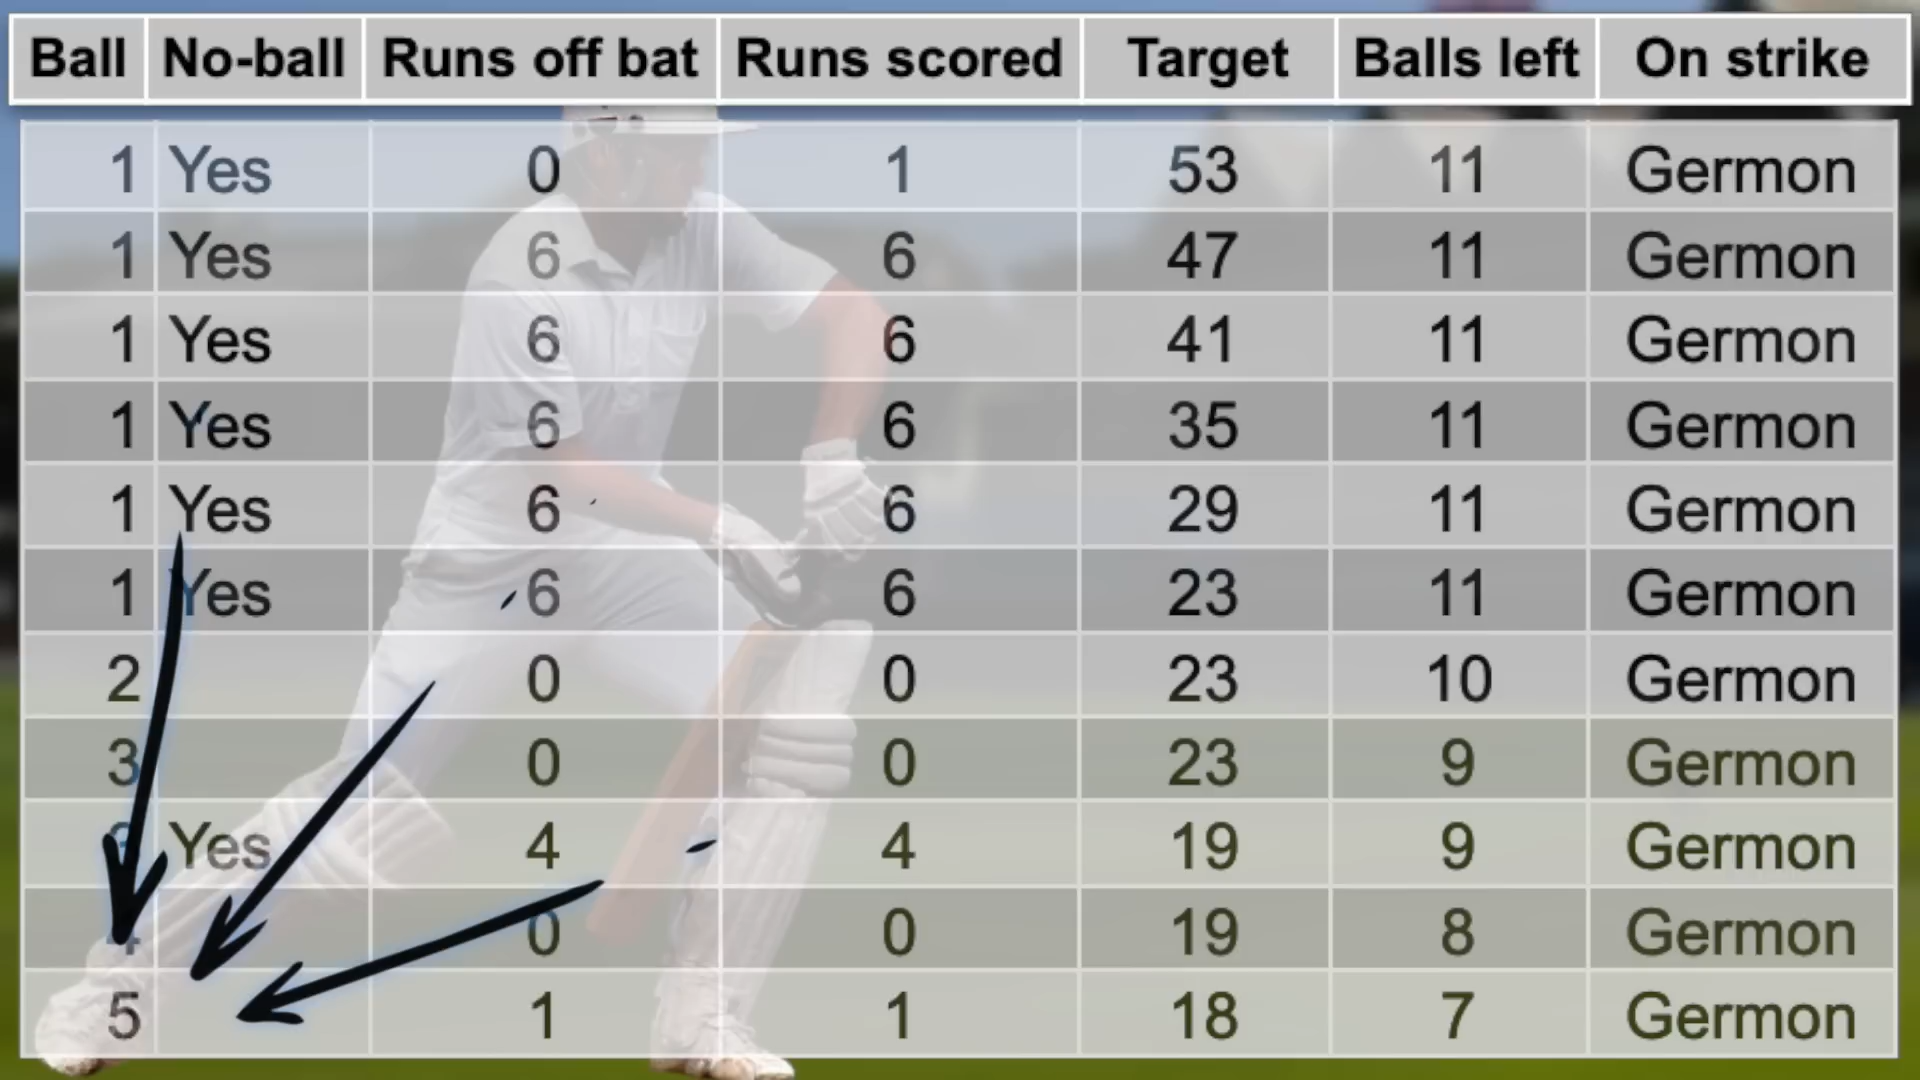 Ball No-ball Runs off bat Runs scored Target Balls left On strike
1 Yes 0 1 53 11 Germon
1 Yes 6 6 47 11 Germon
1 Yes 6 6 41 11 Germon
1 Yes 6 6 35 11 Germon
1 Yes 6 6 29 11 Germon
1 Yes 6 6 23 11 Germon
2 0 0 23 10 Germon
3 0 0 23 9 Germon
Yes 4 4 19 9 Germon
4 0 0 19 8 Germon
5 1 1 18 7 Germon